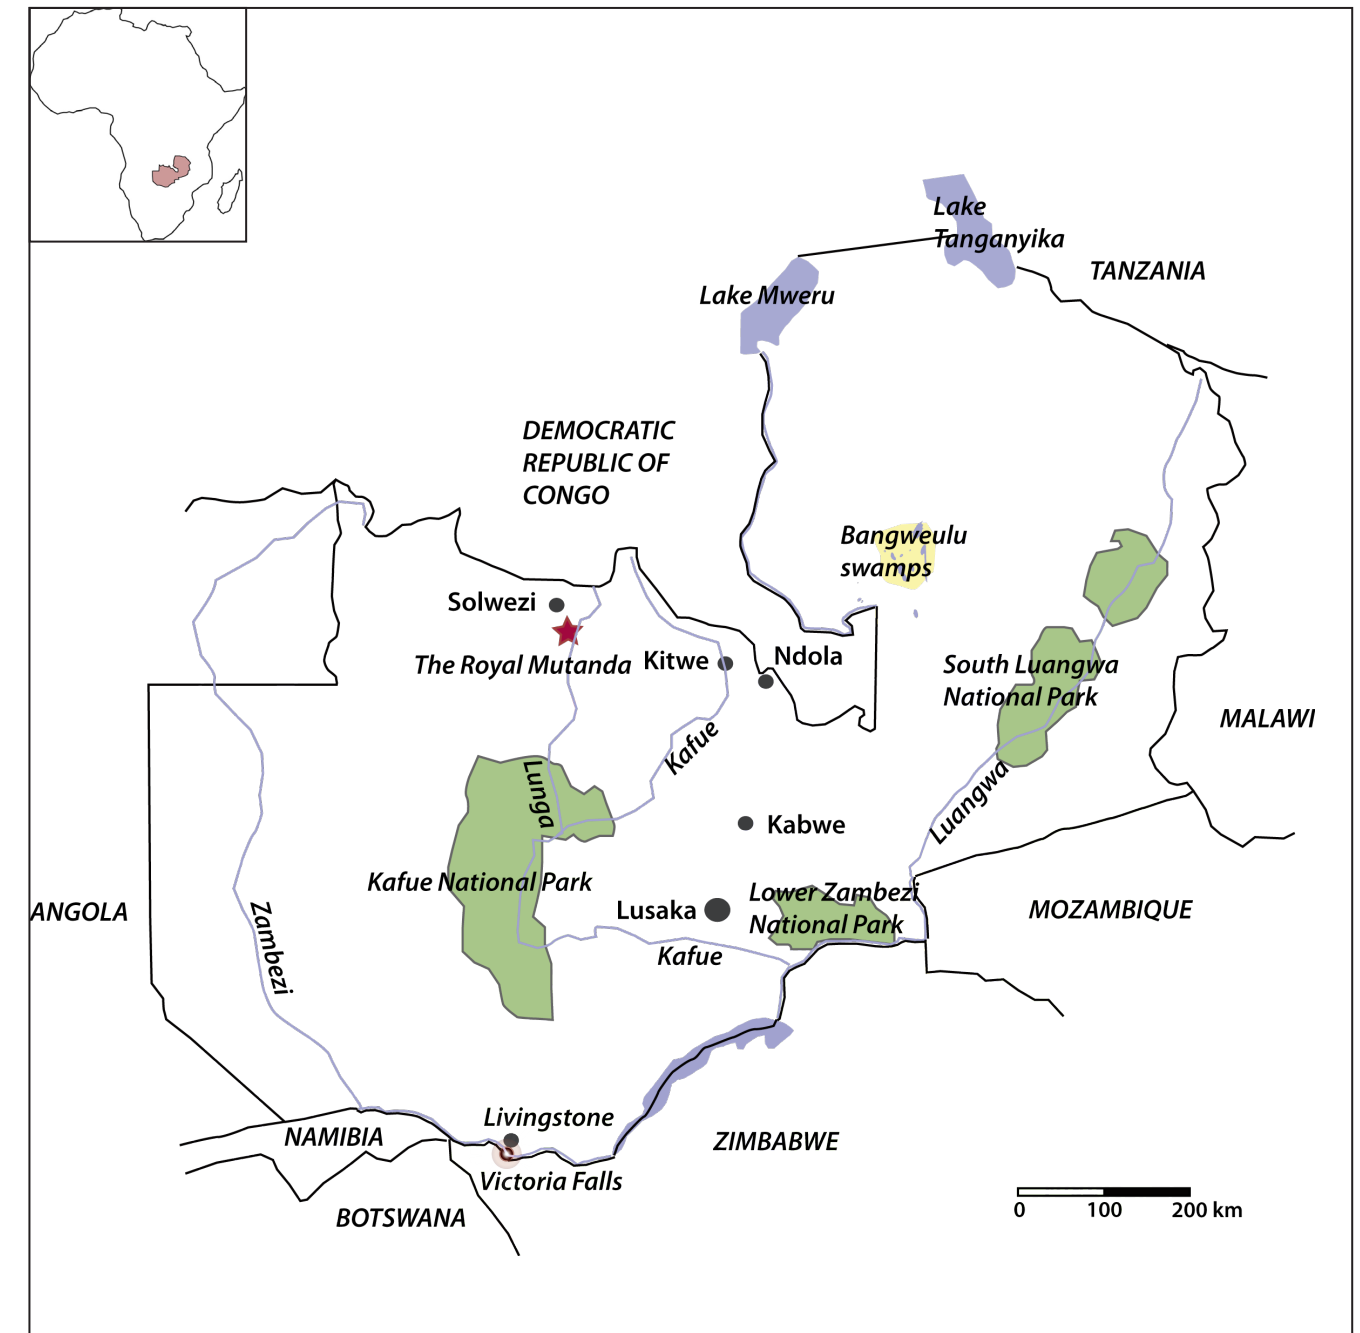 Lake
Tanganyika
TANZANIA
Lake Mweru
DEMOCRATIC
REPUBLIC OF
CONGO
Bangweulu
swamps
Solwezi
The Royal Mutanda
Kitwe
Ndola
South Luangwa
National Park
MALAWI
Kafue
Lunga
Luangwa
Kabwe
Kafue National Park
Lower Zambezi
National Park
Lusaka
ANGOLA
MOZAMBIQUE
Zambezi
Kafue
Livingstone
NAMIBIA
ZIMBABWE
Victoria Falls
BOTSWANA
0 100 200 km